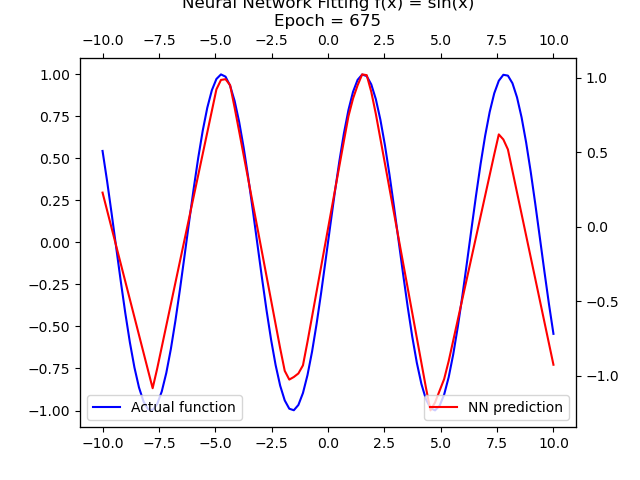 Neural Network Fitting f(x) = sin(x)
Epoch = 675
−10.0 −7.5 −5.0 −2.5 0.0 2.5 5.0 7.5 10.0
1.00
0.75
0.50
0.25
0.00
−0.25
−0.50
−0.75
−1.00
1.0
0.5
0.0
−0.5
−1.0
Actual function
NN prediction
−10.0 −7.5 −5.0 −2.5 0.0 2.5 5.0 7.5 10.0